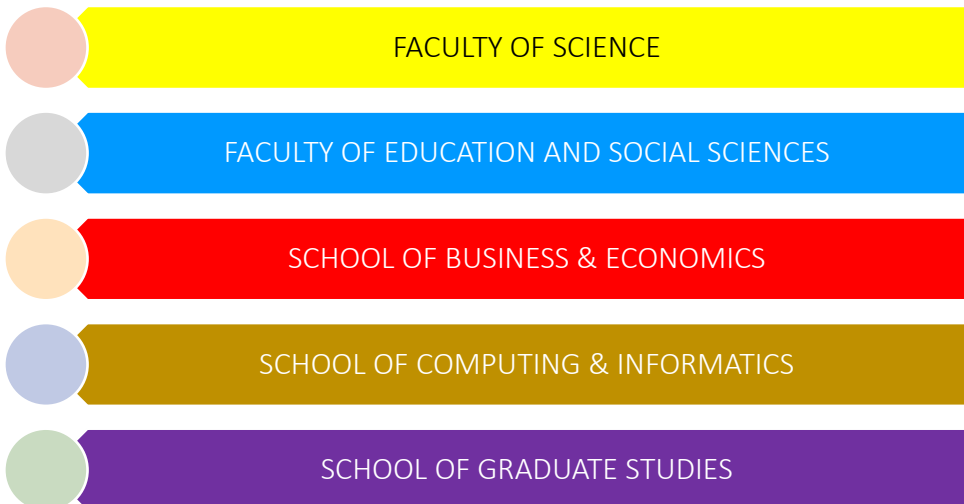 FACULTY OF SCIENCE
FACULTY OF EDUCATION AND SOCIAL SCIENCES
SCHOOL OF BUSINESS & ECONOMICS
SCHOOL OF COMPUTING & INFORMATICS
SCHOOL OF GRADUATE STUDIES